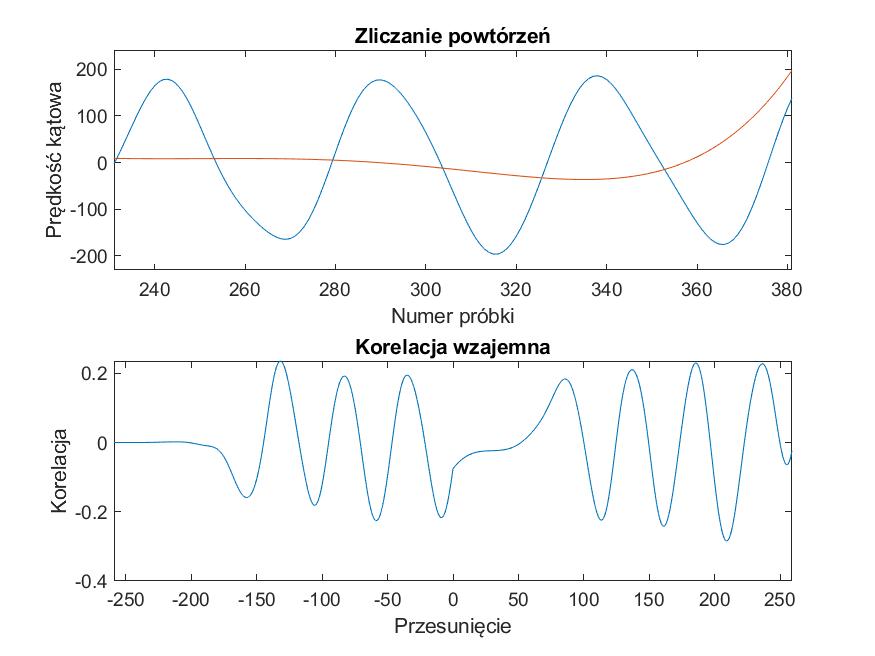 Zliczanie powtórzeń
Prędkość kątowa
200
100
0
-100
-200
240 260 280 300 320 340 360 380
Numer próbki
Korelacja wzajemna
Korelacja
0.2
0
-0.2
-0.4
-250 -200 -150 -100 -50 0 50 100 150 200 250
Przesunięcie